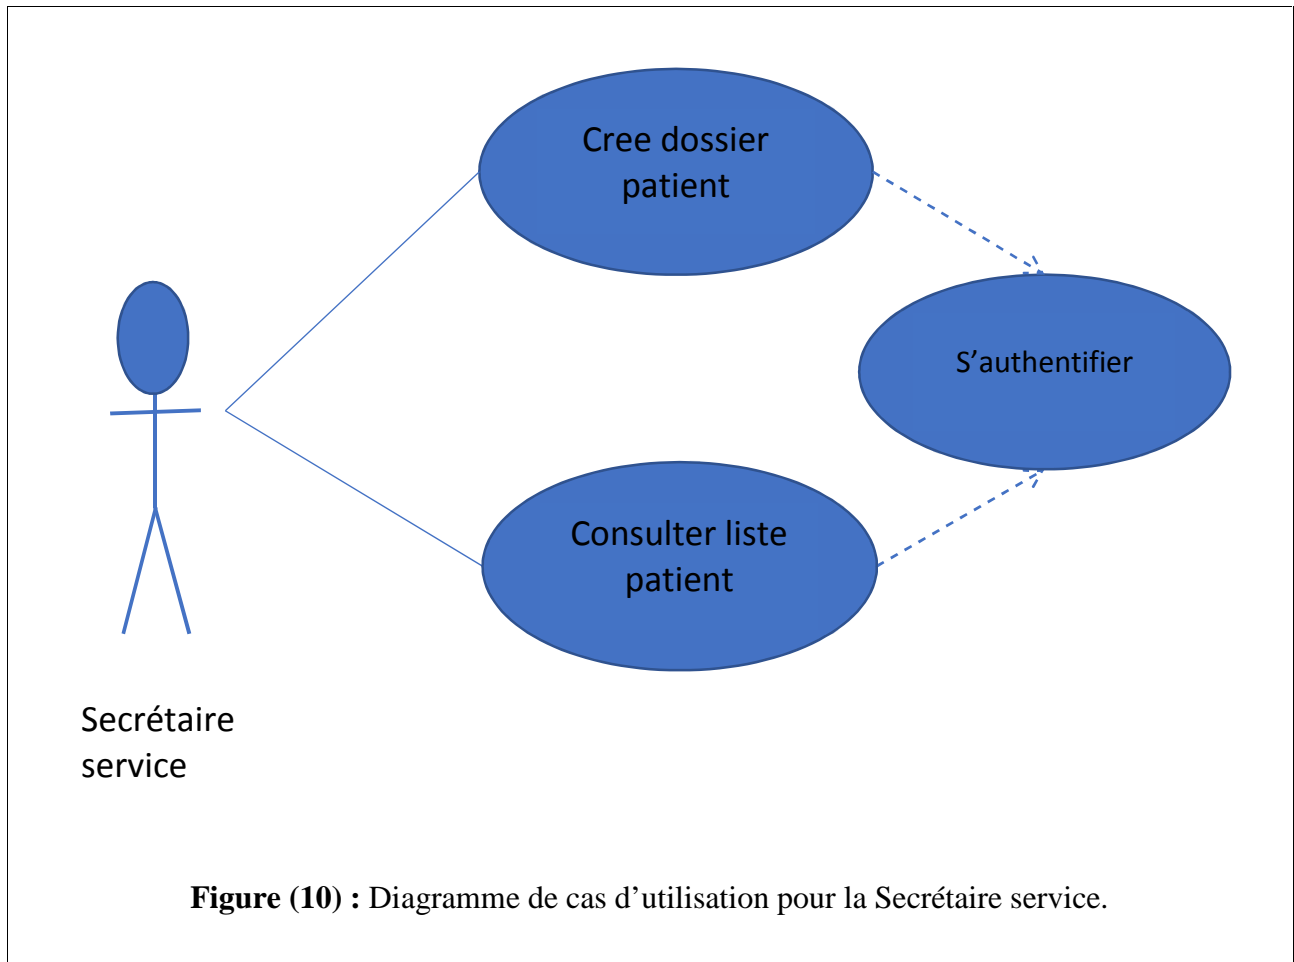 Cree dossier
patient
S’authentifier
Consulter liste
patient
Secrétaire
service
Figure (10) : Diagramme de cas d’utilisation pour la Secrétaire service.